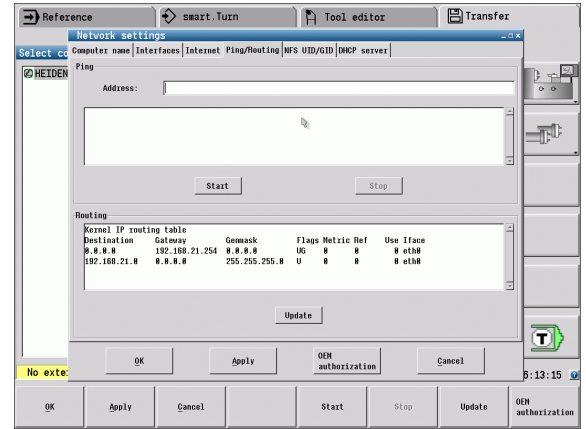 Reference
smart.Turn
Tool editor
Transfer
Network settings
Select co
Computer name Interfaces Internet Ping/Routing NFS UID/GID DHCP server
HEIDEN
Ping
Address:
Start Stop
Routing
Kernel IP routing table
Destination Gateway Genmask Flags Metric Ref Use Iface
0.0.0.0 192.168.21.254 0.0.0.0 UG 0 0 0 eth0
192.168.21.0 0.0.0.0 255.255.255.0 U 0 0 0 eth0
Update
T
OK Apply OEM authorization Cancel
No exte
6:13:15
OK Apply Cancel Start Stop Update OEM authorization